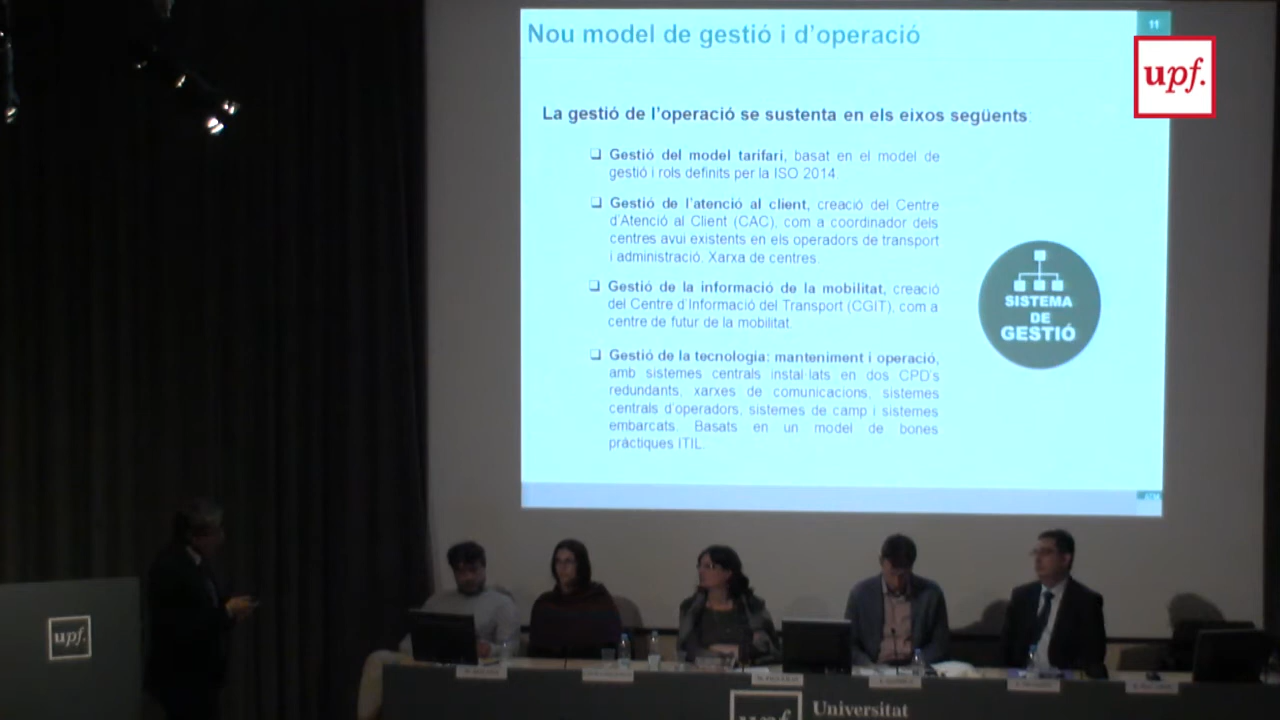 Nou model de gestió i d'operació
11
upf.
La gestió de l'operació se sustenta en els eixos següents:
❑ Gestió del model tarifari, basat en el model de
gestió i rols definits per la ISO 2014.
❑ Gestió de l'atenció al client, creació del Centre
d'Atenció al Client (CAC), com a coordinador dels
centres avui existents en els operadors de transport
i administració. Xarxa de centres.
❑ Gestió de la informació de la mobilitat, creació
del Centre d'Informació del Transport (CGIT), com a
centre de futur de la mobilitat.
❑ Gestió de la tecnologia: manteniment i operació,
amb sistemes centrals instal·lats en dos CPD's
redundants, xarxes de comunicacions, sistemes
centrals d'operadors, sistemes de camp i sistemes
embarcats. Basats en un model de bones
pràctiques ITIL.
SISTEMA
DE
GESTIÓ
upf.
upf.
Universitat